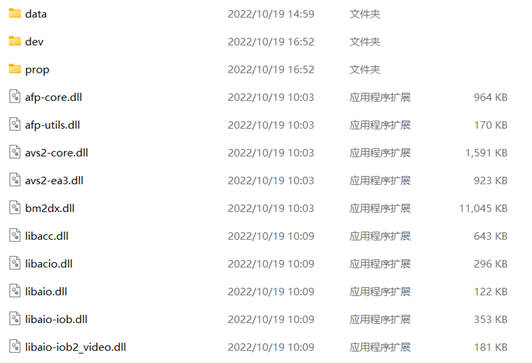 data 2022/10/19 14:59 文件夹
dev 2022/10/19 16:52 文件夹
prop 2022/10/19 16:52 文件夹
afp-core.dll 2022/10/19 10:03 应用程序扩展 964 KB
afp-utils.dll 2022/10/19 10:03 应用程序扩展 170 KB
avs2-core.dll 2022/10/19 10:03 应用程序扩展 1,591 KB
avs2-ea3.dll 2022/10/19 10:03 应用程序扩展 923 KB
bm2dx.dll 2022/10/19 10:03 应用程序扩展 11,045 KB
libacc.dll 2022/10/19 10:09 应用程序扩展 643 KB
libacio.dll 2022/10/19 10:09 应用程序扩展 296 KB
libaio.dll 2022/10/19 10:09 应用程序扩展 122 KB
libaio-iob.dll 2022/10/19 10:09 应用程序扩展 353 KB
libaio-iob2_video.dll 2022/10/19 10:09 应用程序扩展 181 KB